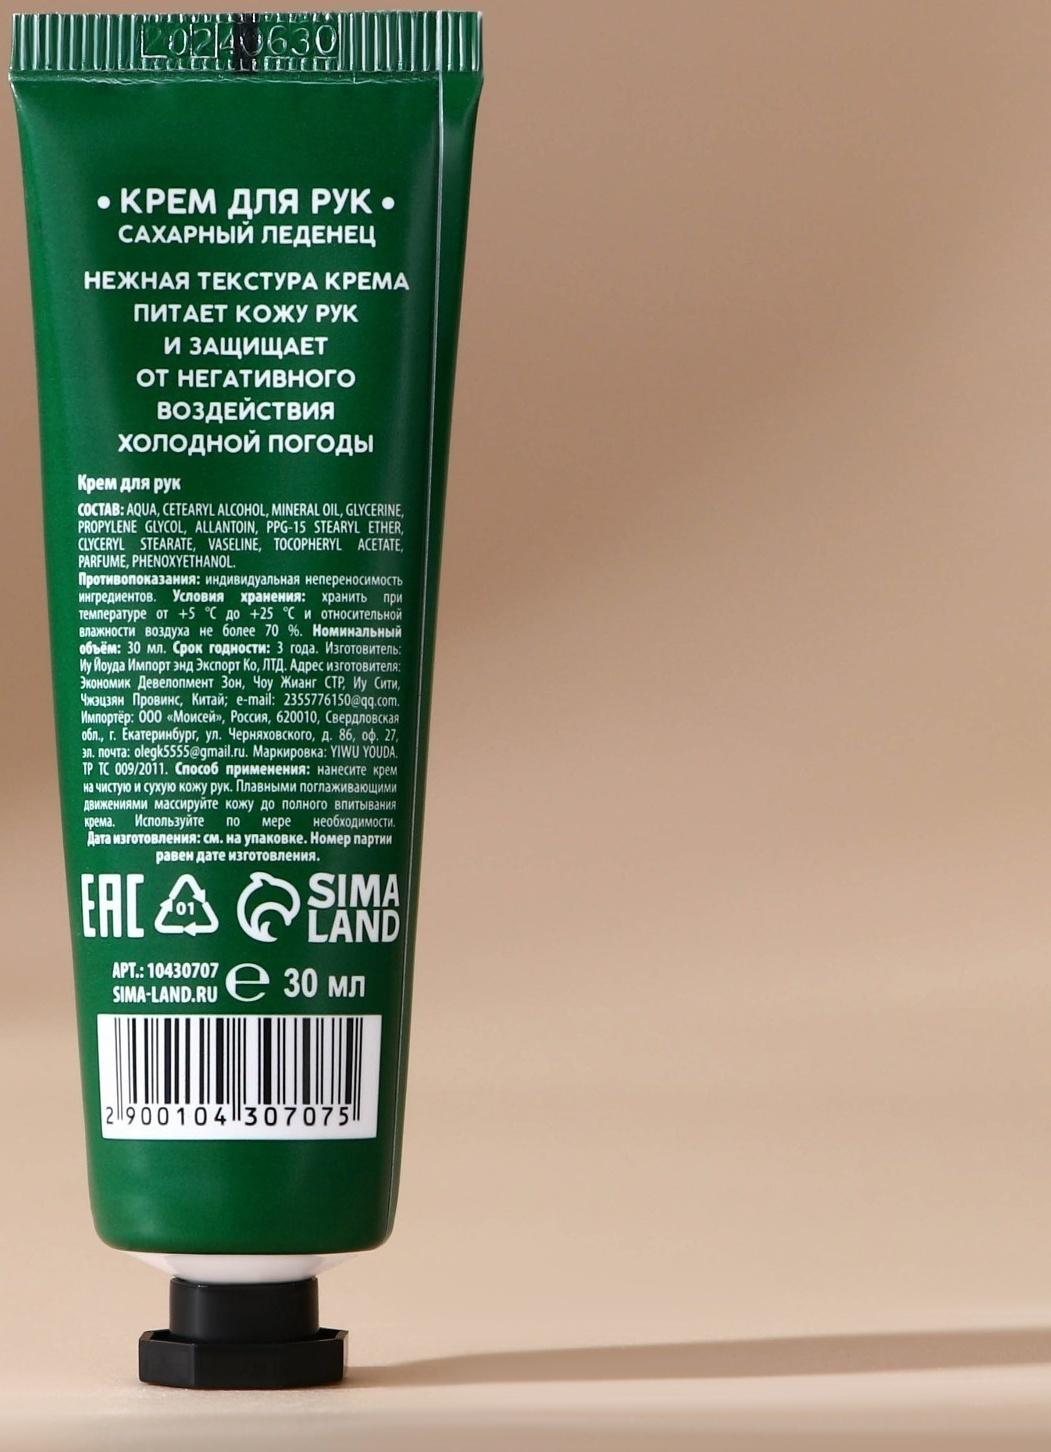 20240630
• КРЕМ ДЛЯ РУК •
САХАРНЫЙ ЛЕДЕНЕЦ
НЕЖНАЯ ТЕКСТУРА КРЕМА
ПИТАЕТ КОЖУ РУК
И ЗАЩИЩАЕТ
ОТ НЕГАТИВНОГО
ВОЗДЕЙСТВИЯ
ХОЛОДНОЙ ПОГОДЫ
Крем для рук
СОСТАВ: AQUA, CETEARYL ALCOHOL, MINERAL OIL, GLYCERINE,
PROPYLENE GLYCOL, ALLANTOIN, PPG-15 STEARYL ETHER,
CLYCERYL STEARATE, VASELINE, TOCOPHERYL ACETATE,
PARFUME, PHENOXYETHANOL.
Противопоказания: индивидуальная непереносимость
ингредиентов. Условия хранения: хранить при
температуре от +5 °C до +25 °C и относительной
влажности воздуха не более 70 %. Номинальный
объём: 30 мл. Срок годности: 3 года. Изготовитель:
Иу Йоуда Импорт энд Экспорт Ко, ЛТД. Адрес изготовителя:
Экономик Девелопмент Зон, Чоу Жианг СТР, Иу Сити,
Чжэцзян Провинс, Китай; e-mail: 2355776150@qq.com.
Импортёр: ООО «Моисей», Россия, 620010, Свердловская
обл., г. Екатеринбург, ул. Черняховского, д. 86, оф. 27,
эл. почта: olegk5555@gmail.ru. Маркировка: YIWU YOUDA.
ТР ТС 009/2011. Способ применения: нанесите крем
на чистую и сухую кожу рук. Плавными поглаживающими
движениями массируйте кожу до полного впитывания
крема. Используйте по мере необходимости.
Дата изготовления: см. на упаковке. Номер партии
равен дате изготовления.
EAC 01 SIMA
LAND
АРТ.: 10430707
SIMA-LAND.RU ℮ 30 мл
2 900104 307075